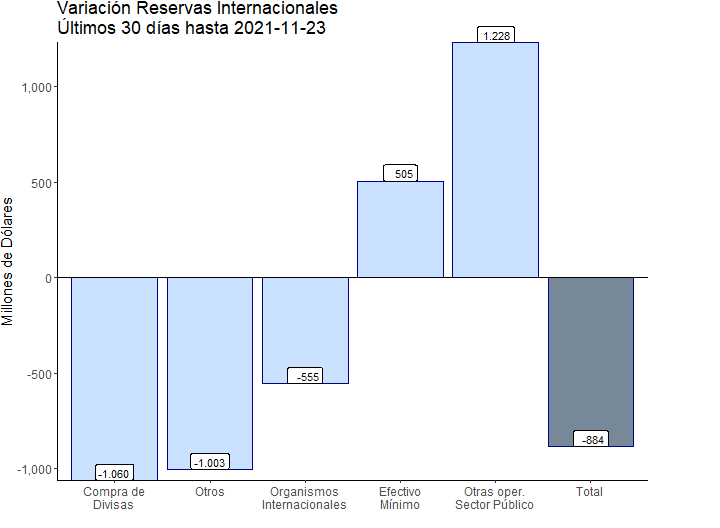 Variación Reservas Internacionales
Últimos 30 días hasta 2021-11-23
Millones de Dólares
1,000
500
0
-500
-1,000
-1.060
-1.003
-555
505
1.228
-884
Compra de
Divisas
Otros
Organismos
Internacionales
Efectivo
Mínimo
Otras oper.
Sector Público
Total